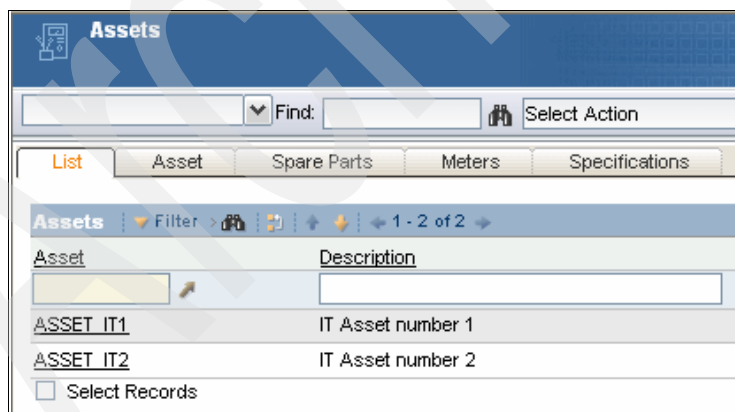 Assets
Find: Select Action
List Asset Spare Parts Meters Specifications
Assets Filter > 1 - 2 of 2
Asset Description
ASSET_IT1 IT Asset number 1
ASSET_IT2 IT Asset number 2
Select Records